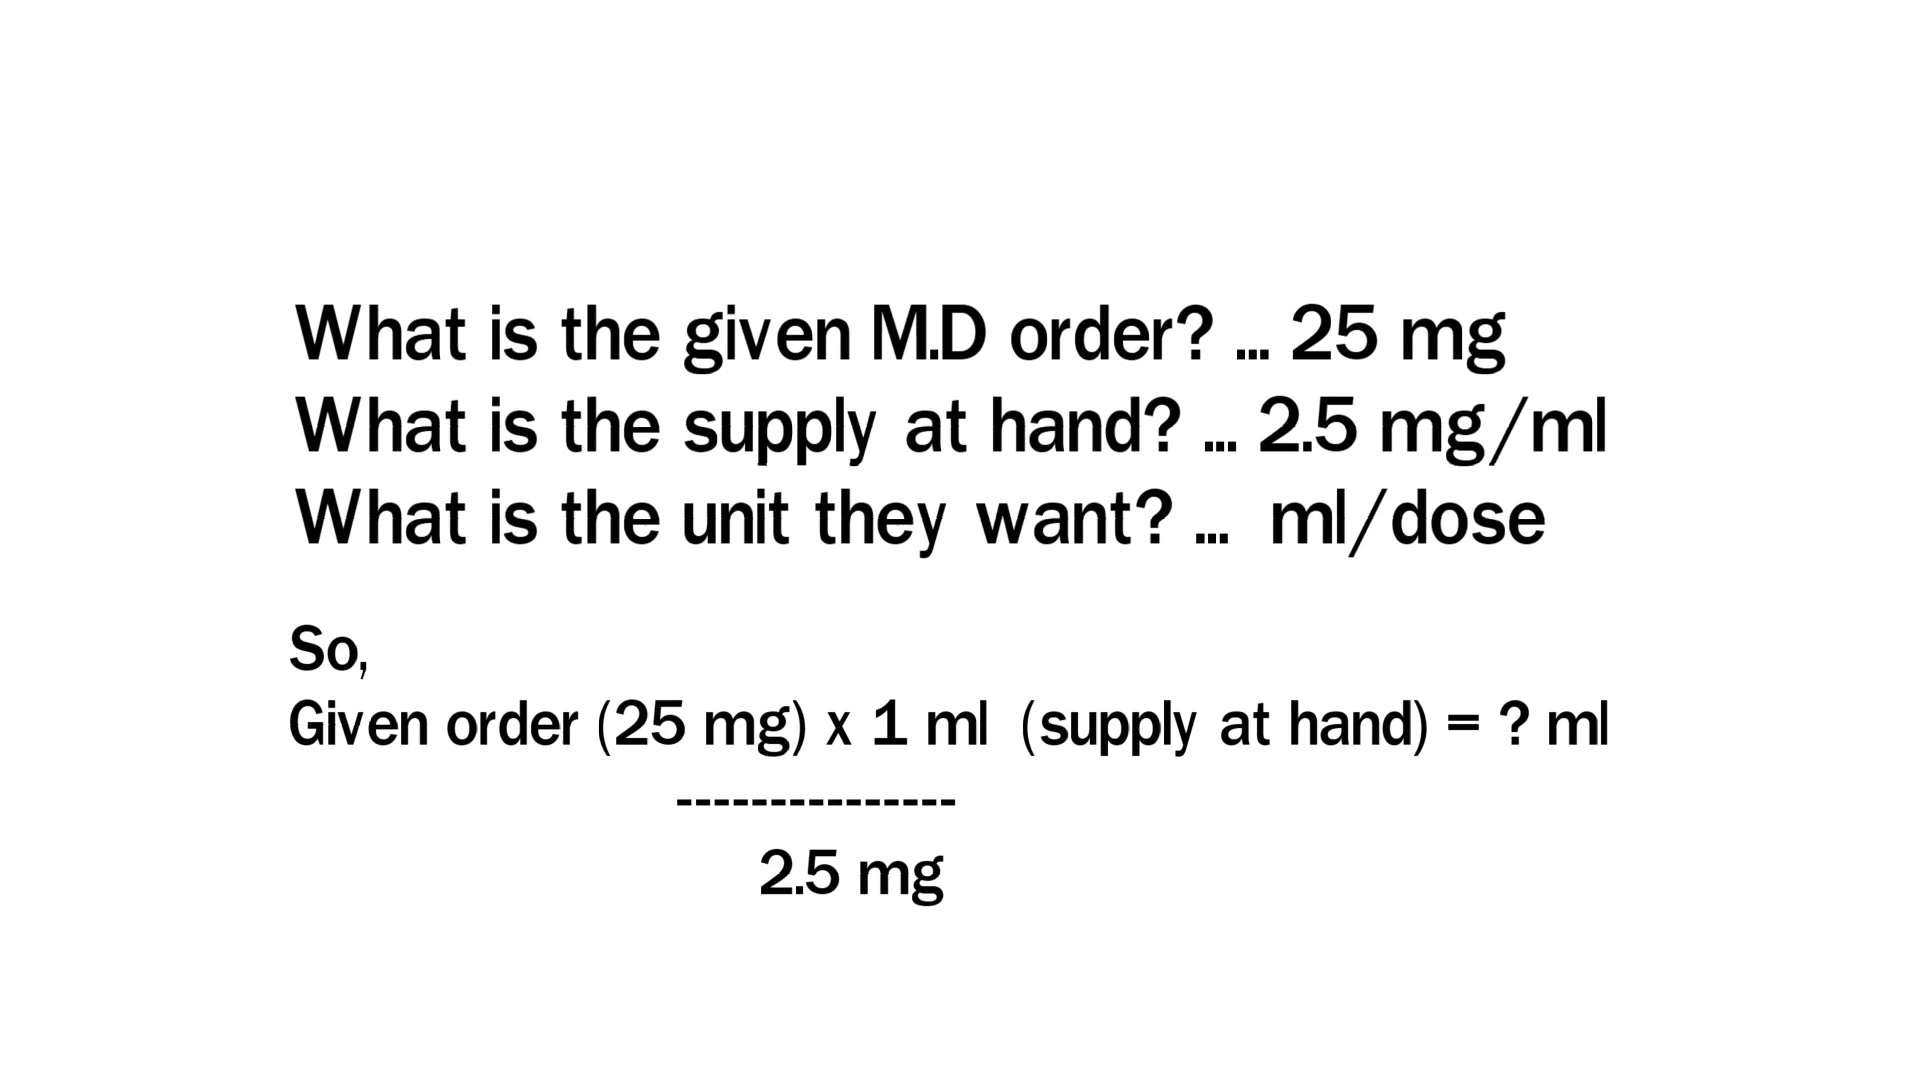 What is the given M.D order? ... 25 mg
What is the supply at hand? ... 2.5 mg/ml
What is the unit they want? ... ml/dose
So,
Given order (25 mg) x 1 ml (supply at hand) = ? ml
---------------
2.5 mg